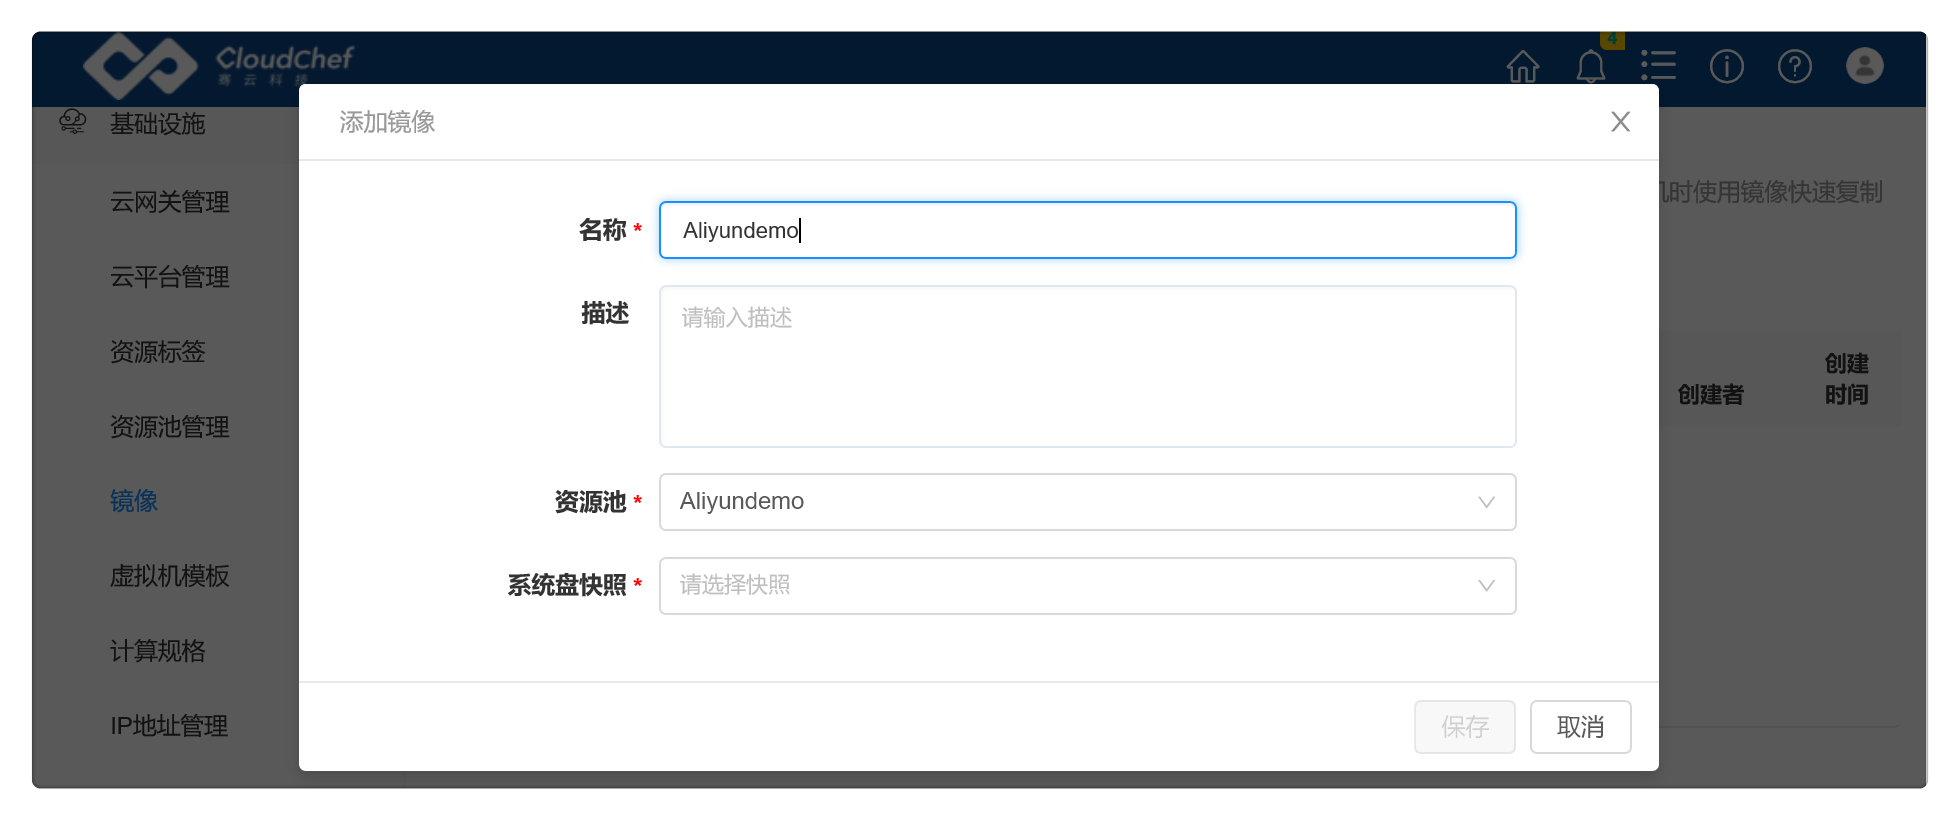 CloudChef
骞云科技
4
基础设施
云网关管理
云平台管理
资源标签
资源池管理
镜像
虚拟机模板
计算规格
IP地址管理
添加镜像
名称 *
Aliyundemo
描述
请输入描述
资源池 *
Aliyundemo
系统盘快照 *
请选择快照
保存
取消
时使用镜像快速复制
创建者
创建
时间